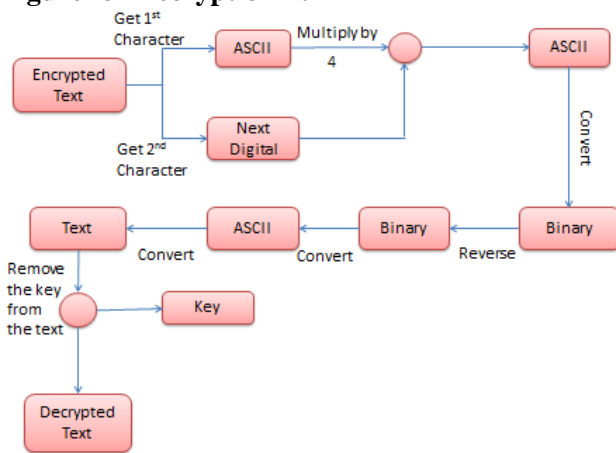 Get 1st
Character
ASCII
Multiply by
4
ASCII
Encrypted
Text
Get 2nd
Character
Next
Digital
Convert
Text
ASCII
Binary
Binary
Convert
Convert
Reverse
Remove
the key
from
the text
Key
Decrypted
Text